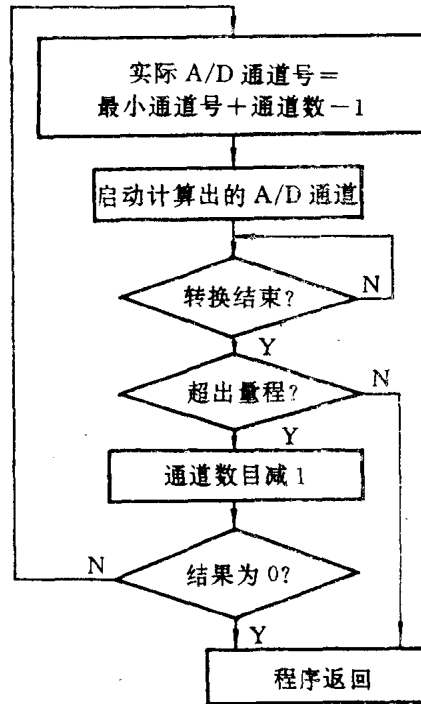 实际 A/D 通道号＝
最小通道号＋通道数－1
启动计算出的 A/D 通道
转换结束?
N
Y
超出量程?
N
Y
通道数目减 1
N
结果为 0?
Y
程序返回